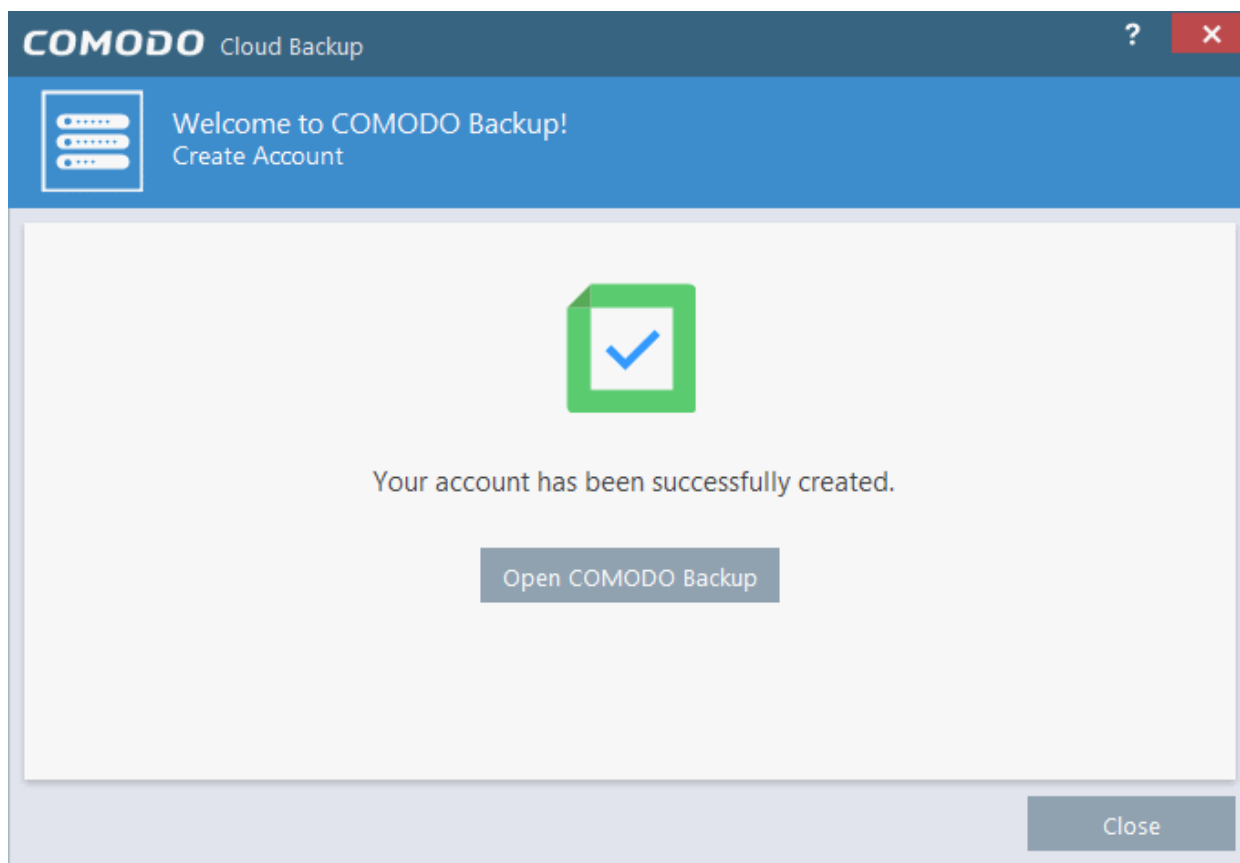 COMODO Cloud Backup ?
Welcome to COMODO Backup!
Create Account
Your account has been successfully created.
Open COMODO Backup
Close